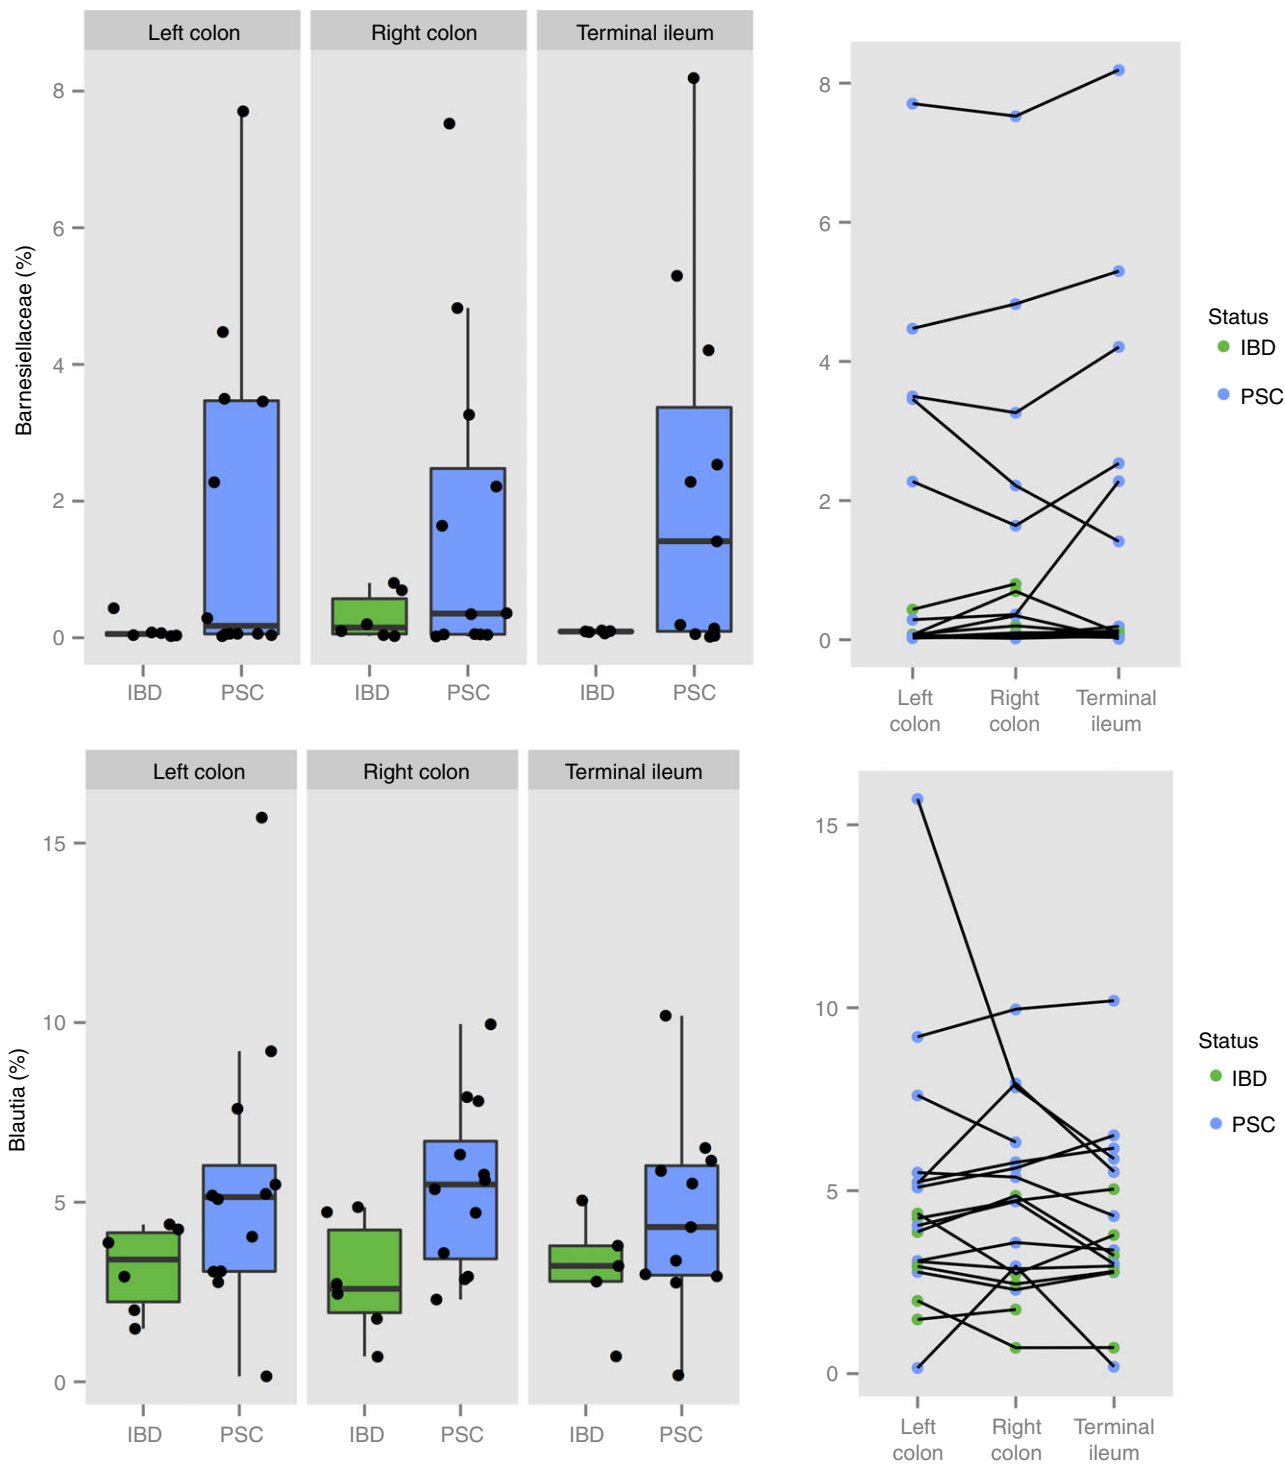 Left colon
Right colon
Terminal ileum
8
6
4
2
0
Barnesiellaceae (%)
IBD
PSC
IBD
PSC
IBD
PSC
8
6
4
2
0
Left
colon
Right
colon
Terminal
ileum
Status
IBD
PSC
Left colon
Right colon
Terminal ileum
15
10
5
0
Blautia (%)
IBD
PSC
IBD
PSC
IBD
PSC
15
10
5
0
Left
colon
Right
colon
Terminal
ileum
Status
IBD
PSC